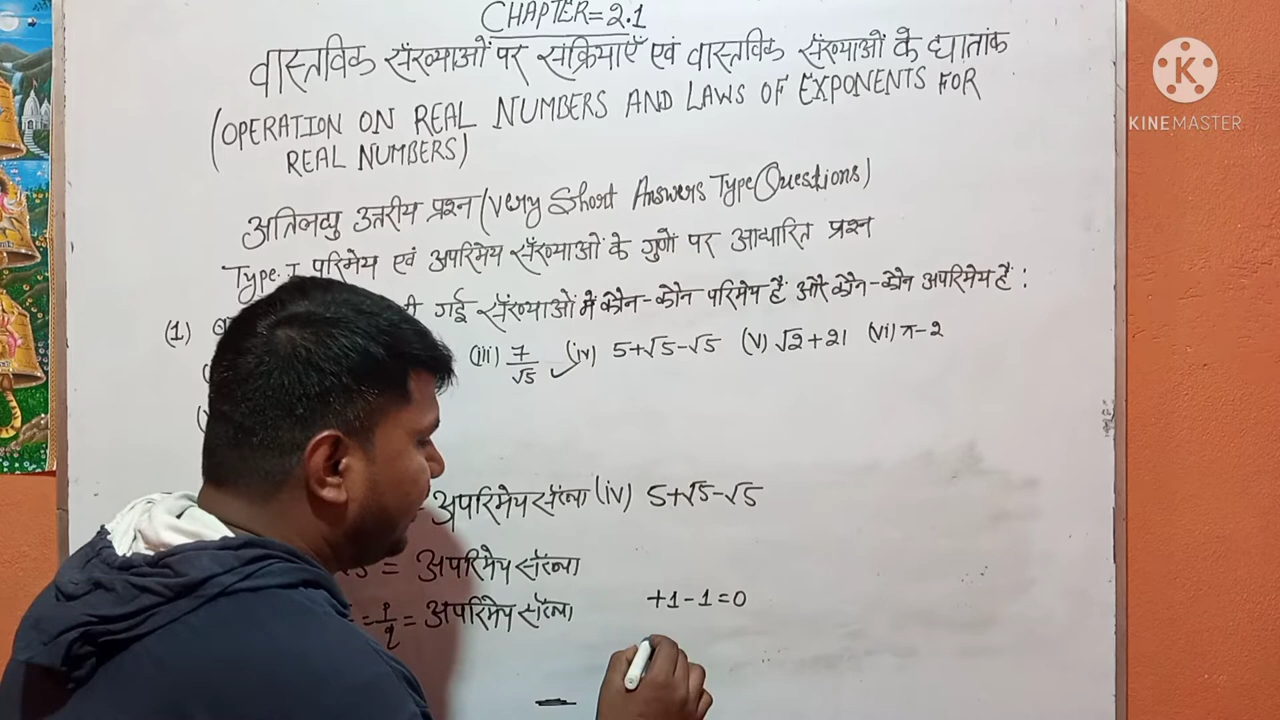 CHAPTER=2.1
वास्तविक संख्याओं पर संक्रियाएँ एवं वास्तविक संख्याओं के घातांक
(OPERATION ON REAL NUMBERS AND LAWS OF EXPONENTS FOR
REAL NUMBERS)
अतिलघु उत्तरीय प्रश्न (Very Short Answers Type Questions)
Type-I परिमेय एवं अपरिमेय संख्याओं के गुणों पर आधारित प्रश्न
(1) गई संख्याओं में कौन-कौन परिमेय हैं और कौन-कौन अपरिमेय हैं:
(iii) 7/√5 (iv) 5+√5-√5 (v) √2+21 (vi) π-2
अपरिमेय संख्या (iv) 5+√5-√5
= अपरिमेय संख्या
= p/q = अपरिमेय संख्या +1-1=0
KINEMASTER